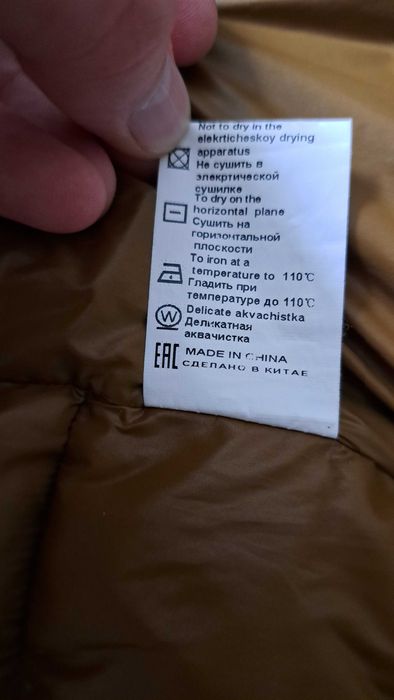 Not to dry in the
elekrticheskoy drying
apparatus
Не сушить в
элекртической
сушилке
To dry on the
horizontal plane
Сушить на
горизонтальной
плоскости
To iron at a
temperature to 110℃
Гладить при
температуре до 110℃
W Delicate akvachistka
Деликатная
аквачистка
EAC MADE IN CHINA
СДЕЛАНО В КИТАЕ